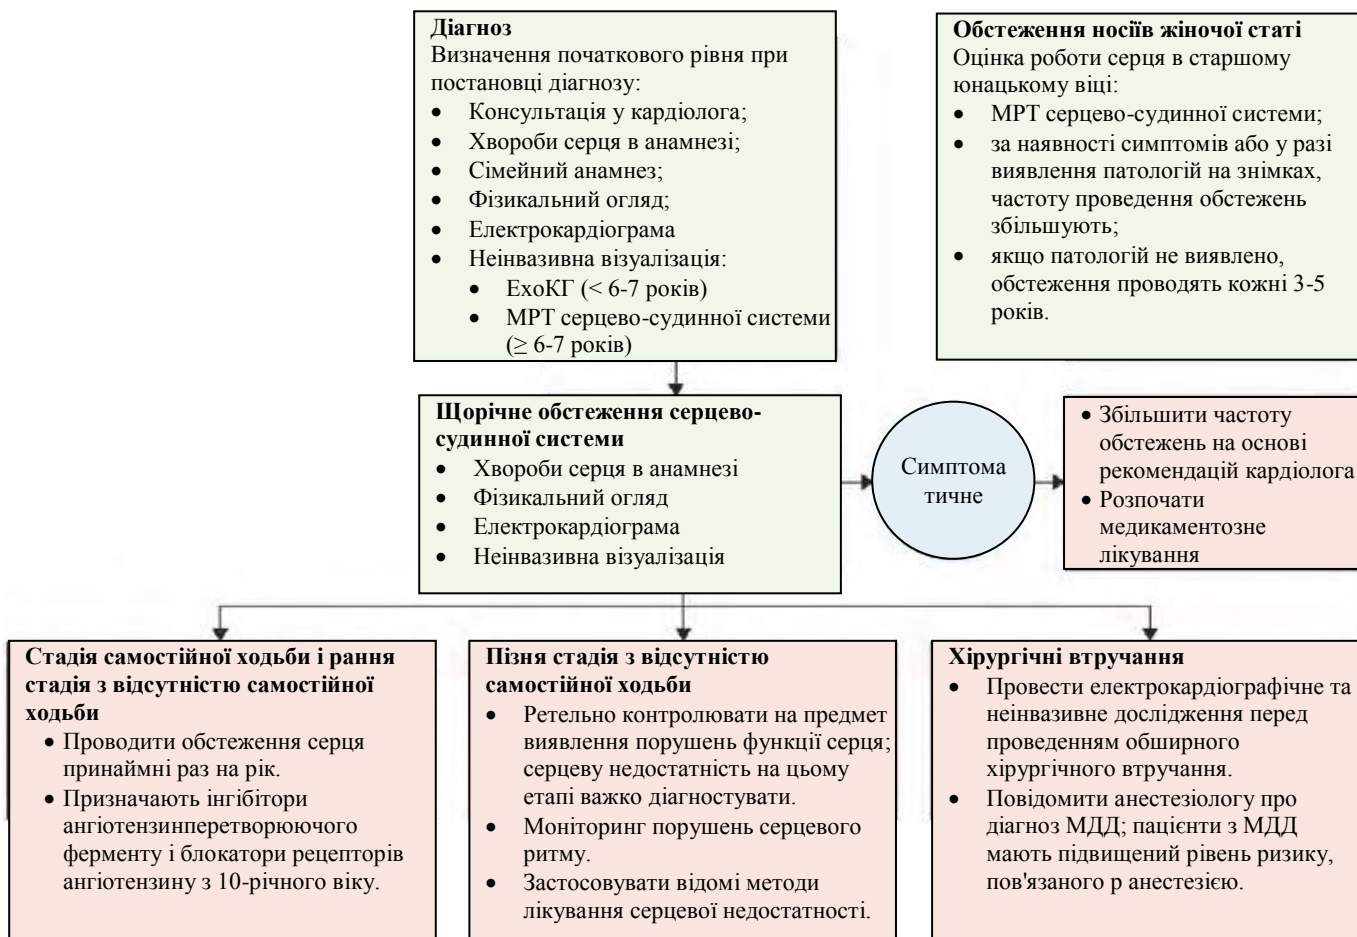 Діагноз
Визначення початкового рівня при
постановці діагнозу:
• Консультація у кардіолога;
• Хвороби серця в анамнезі;
• Сімейний анамнез;
• Фізикальний огляд;
• Електрокардіограма
• Неінвазивна візуалізація:
• ЕхоКГ (< 6-7 років)
• МРТ серцево-судинної системи
(≥ 6-7 років)
Обстеження носіїв жіночої статі
Оцінка роботи серця в старшому
юнацькому віці:
• МРТ серцево-судинної системи;
• за наявності симптомів або у разі
виявлення патологій на знімках,
частоту проведення обстежень
збільшують;
• якщо патологій не виявлено,
обстеження проводять кожні 3-5
років.
Щорічне обстеження серцево-
судинної системи
• Хвороби серця в анамнезі
• Фізикальний огляд
• Електрокардіограма
• Неінвазивна візуалізація
Симптома
тичне
• Збільшити частоту
обстежень на основі
рекомендацій кардіолога
• Розпочати
медикаментозне
лікування
Стадія самостійної ходьби і рання
стадія з відсутністю самостійної
ходьби
• Проводити обстеження серця
принаймні раз на рік.
• Призначають інгібітори
ангіотензинперетворюючого
ферменту і блокатори рецепторів
ангіотензину з 10-річного віку.
Пізня стадія з відсутністю
самостійної ходьби
• Ретельно контролювати на предмет
виявлення порушень функції серця;
серцеву недостатність на цьому
етапі важко діагностувати.
• Моніторинг порушень серцевого
ритму.
• Застосовувати відомі методи
лікування серцевої недостатності.
Хірургічні втручання
• Провести електрокардіографічне та
неінвазивне дослідження перед
проведенням обширного
хірургічного втручання.
• Повідомити анестезіологу про
діагноз МДД; пацієнти з МДД
мають підвищений рівень ризику,
пов'язаного р анестезією.